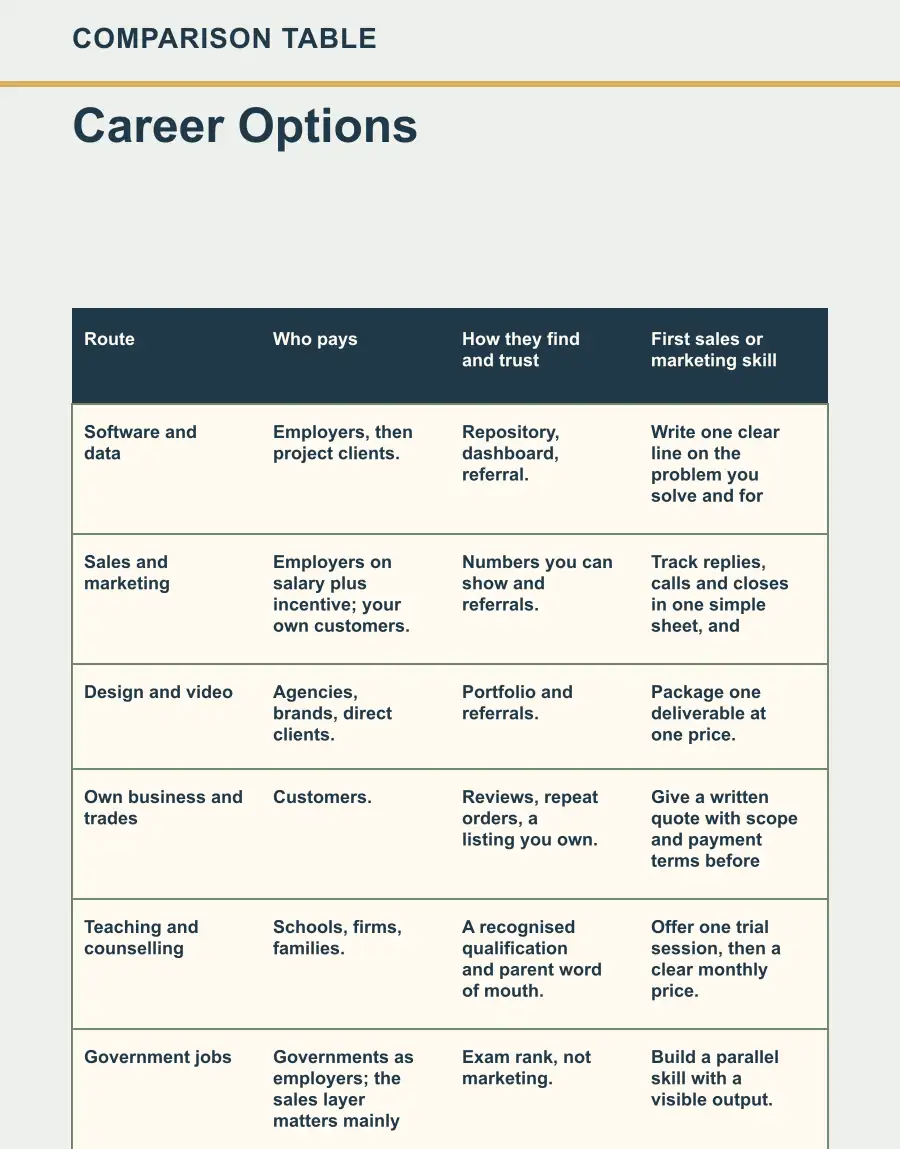 COMPARISON TABLE
Career Options
Route
Who pays
How they find
and trust
First sales or
marketing skill
Software and
data
Employers, then
project clients.
Repository,
dashboard,
referral.
Write one clear
line on the
problem you
solve and for
Sales and
marketing
Employers on
salary plus
incentive; your
own customers.
Numbers you can
show and
referrals.
Track replies,
calls and closes
in one simple
sheet, and
Design and video
Agencies,
brands, direct
clients.
Portfolio and
referrals.
Package one
deliverable at
one price.
Own business and
trades
Customers.
Reviews, repeat
orders, a
listing you own.
Give a written
quote with scope
and payment
terms before
Teaching and
counselling
Schools, firms,
families.
A recognised
qualification
and parent word
of mouth.
Offer one trial
session, then a
clear monthly
price.
Government jobs
Governments as
employers; the
sales layer
matters mainly
Exam rank, not
marketing.
Build a parallel
skill with a
visible output.